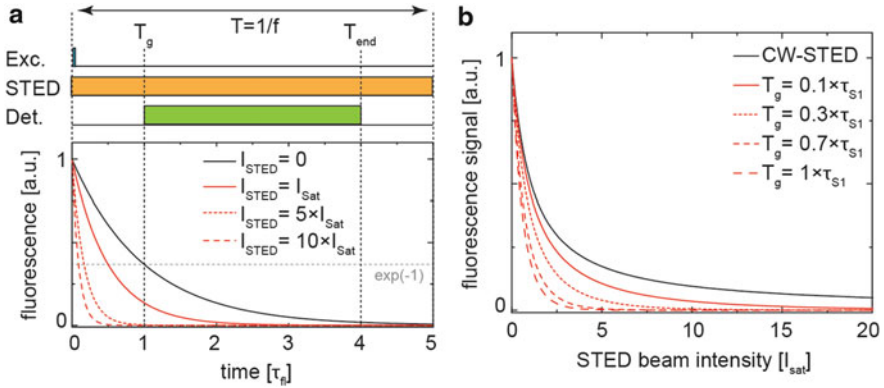 a
T=1/f
T_g
T_end
Exc.
STED
Det.
fluorescence [a.u.]
1
0
I_STED = 0
I_STED = I_Sat
I_STED = 5×I_Sat
I_STED = 10×I_Sat
exp(-1)
0 1 2 3 4 5
time [τ_fl]
b
fluorescence signal [a.u.]
1
0
CW-STED
T_g = 0.1×τ_S1
T_g = 0.3×τ_S1
T_g = 0.7×τ_S1
T_g = 1×τ_S1
0 5 10 15 20
STED beam intensity [I_sat]